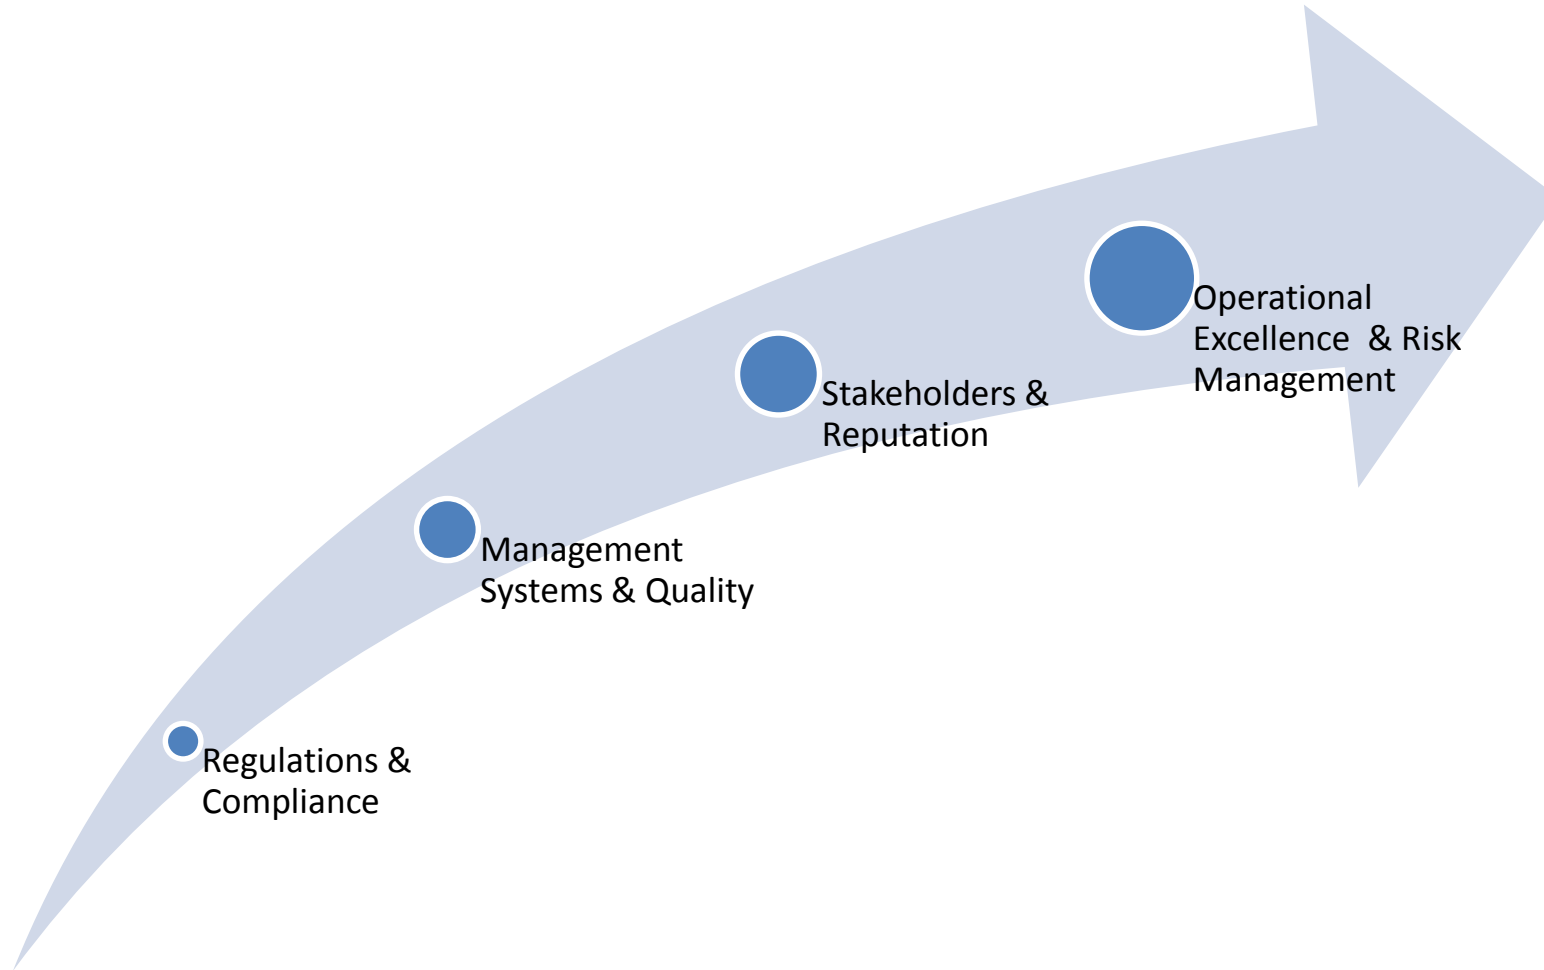 Operational
Excellence  & Risk
Management
Stakeholders &
Reputation
Management
Systems & Quality
Regulations &
Compliance